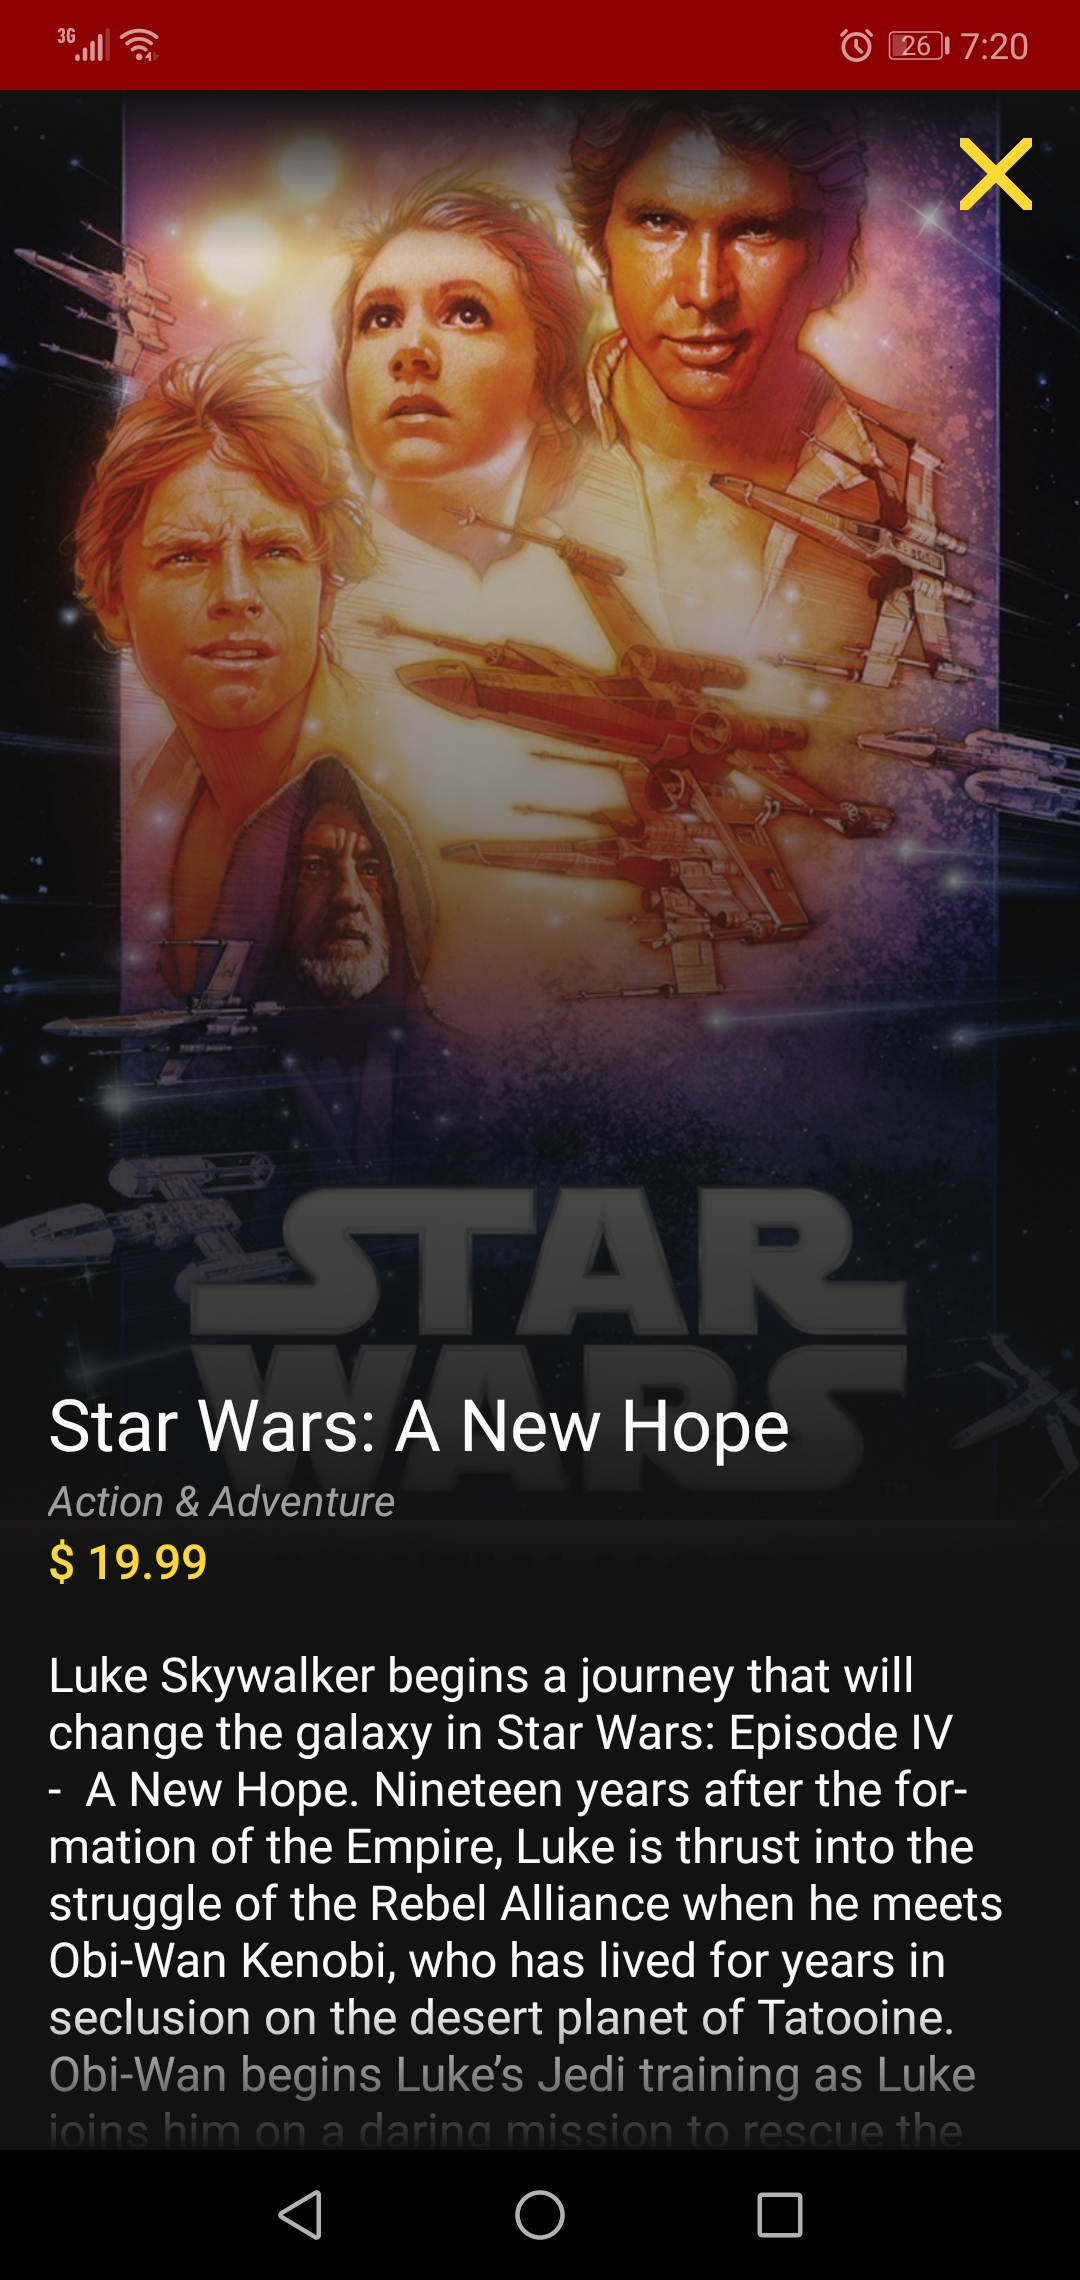 3G 26 7:20
STAR
WARS
Star Wars: A New Hope
Action & Adventure
$ 19.99
Luke Skywalker begins a journey that will
change the galaxy in Star Wars: Episode IV
- A New Hope. Nineteen years after the for-
mation of the Empire, Luke is thrust into the
struggle of the Rebel Alliance when he meets
Obi-Wan Kenobi, who has lived for years in
seclusion on the desert planet of Tatooine.
Obi-Wan begins Luke’s Jedi training as Luke
joins him on a daring mission to rescue the